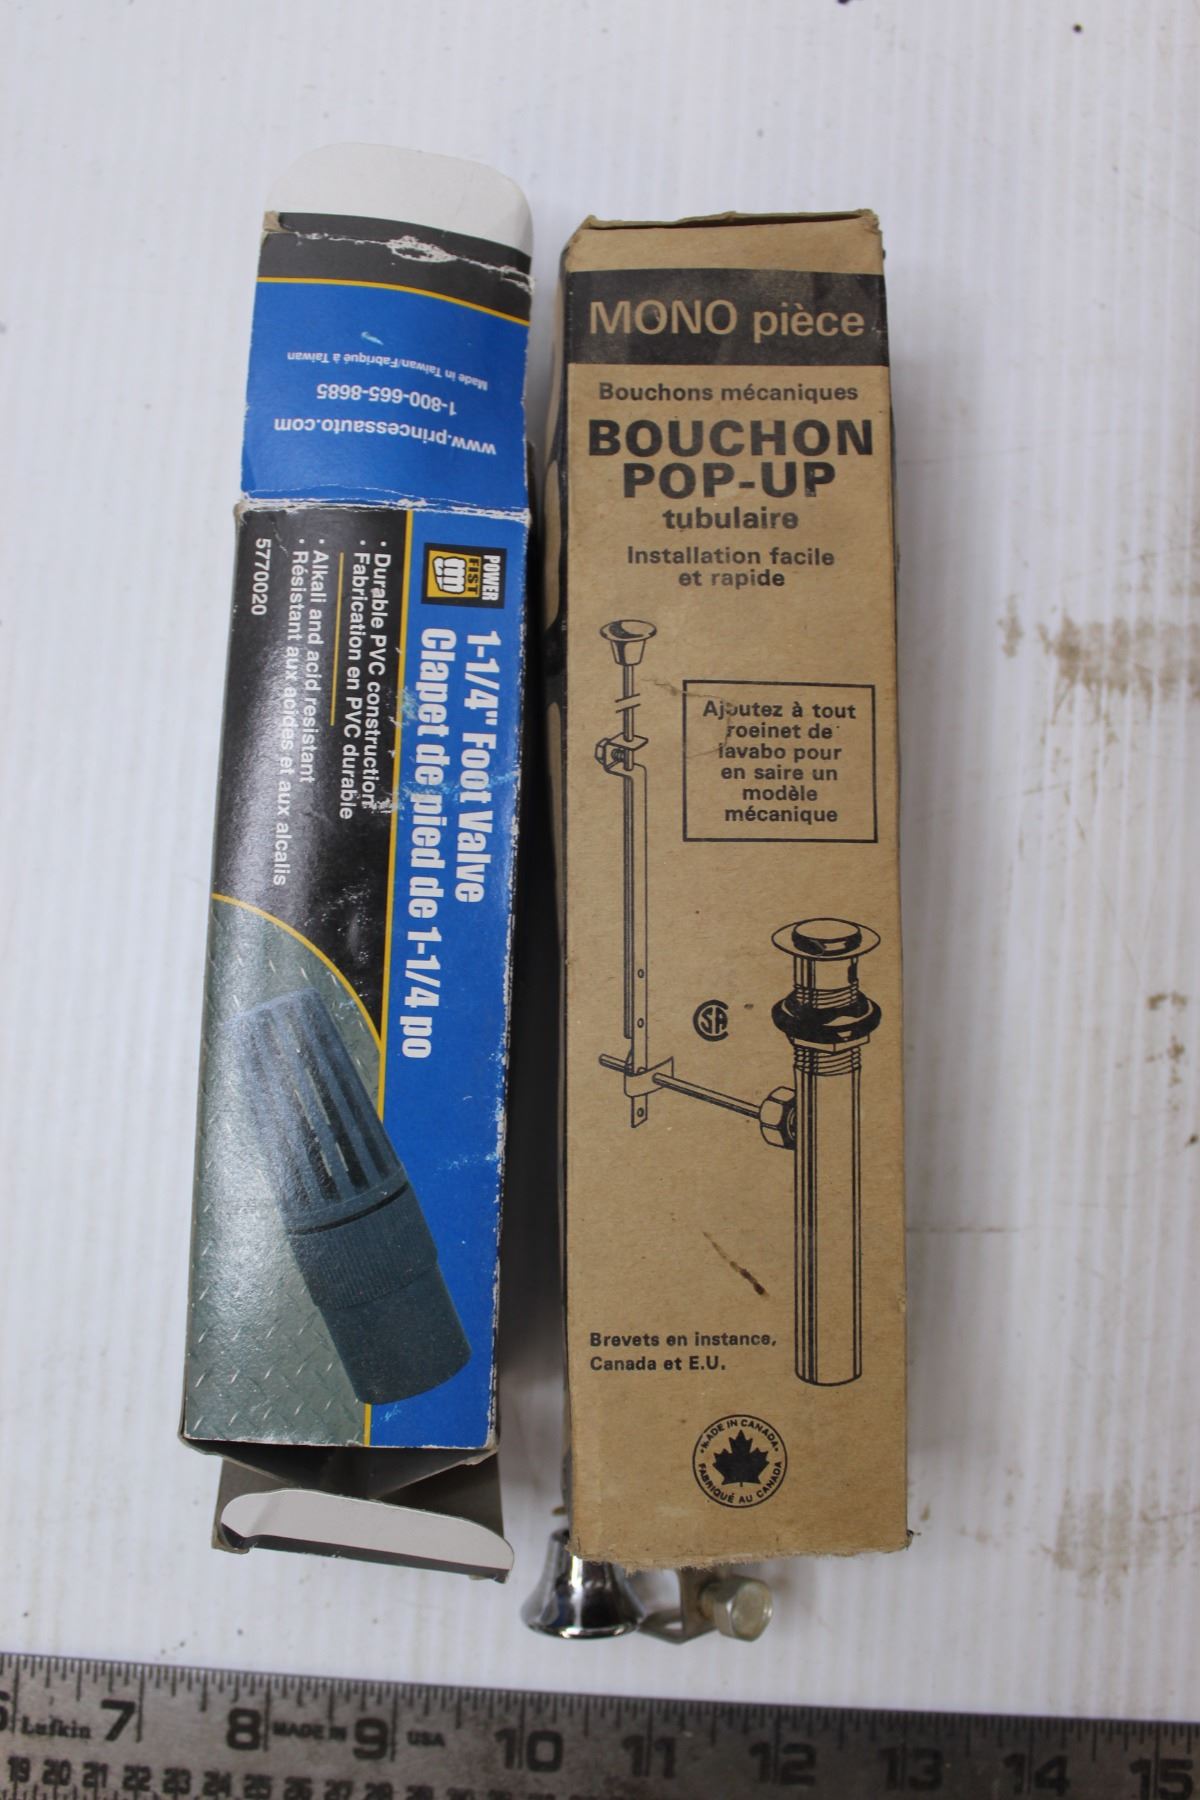 Made in Taiwan/Fabriqué à Taiwan
1-800-665-8685
www.princessauto.com
POWER
FIST
1-1/4" Foot Valve
Clapet de pied de 1-1/4 po
• Durable PVC construction
• Fabrication en PVC durable
• Alkali and acid resistant
• Résistant aux acides et aux alcalis
5770020
MONO pièce
Bouchons mécaniques
BOUCHON
POP-UP
tubulaire
Installation facile
et rapide
Ajoutez à tout
roeinet de
lavabo pour
en saire un
modèle
mécanique
SA
Brevets en instance,
Canada et E.U.
MADE IN CANADA
FABRIQUÉ AU CANADA
6 Lufkin 7 8 MADE IN 9 USA 10 11 12 13 14 15
19 20 21 22 23 24 25 26 27 28 29 30 31 32 33 34 35 36 37 38